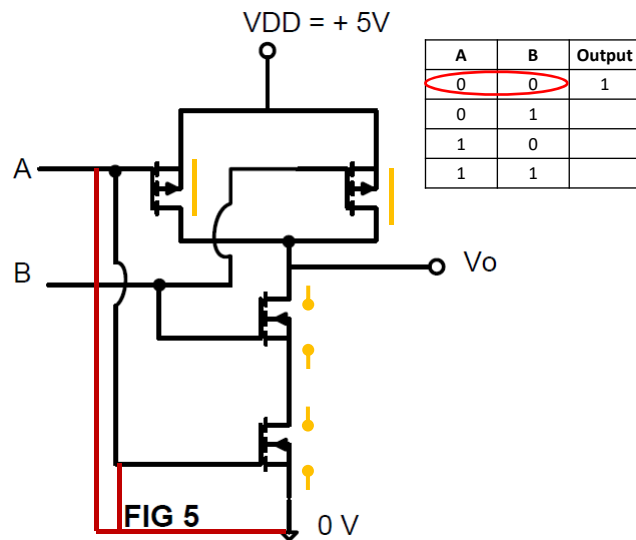 VDD = + 5V
A B Output
0 0 1
0 1
1 0
1 1
A
B
Vo
FIG 5
0 V